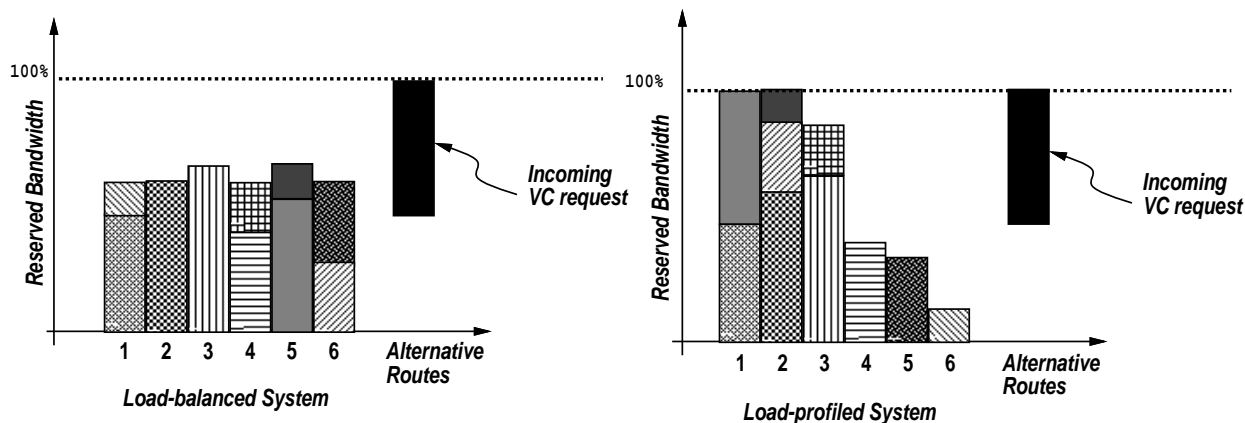 Reserved Bandwidth
100%
Incoming
VC request
1 2 3 4 5 6
Alternative
Routes
Load-balanced System
Reserved Bandwidth
100%
Incoming
VC request
1 2 3 4 5 6
Alternative
Routes
Load-profiled System